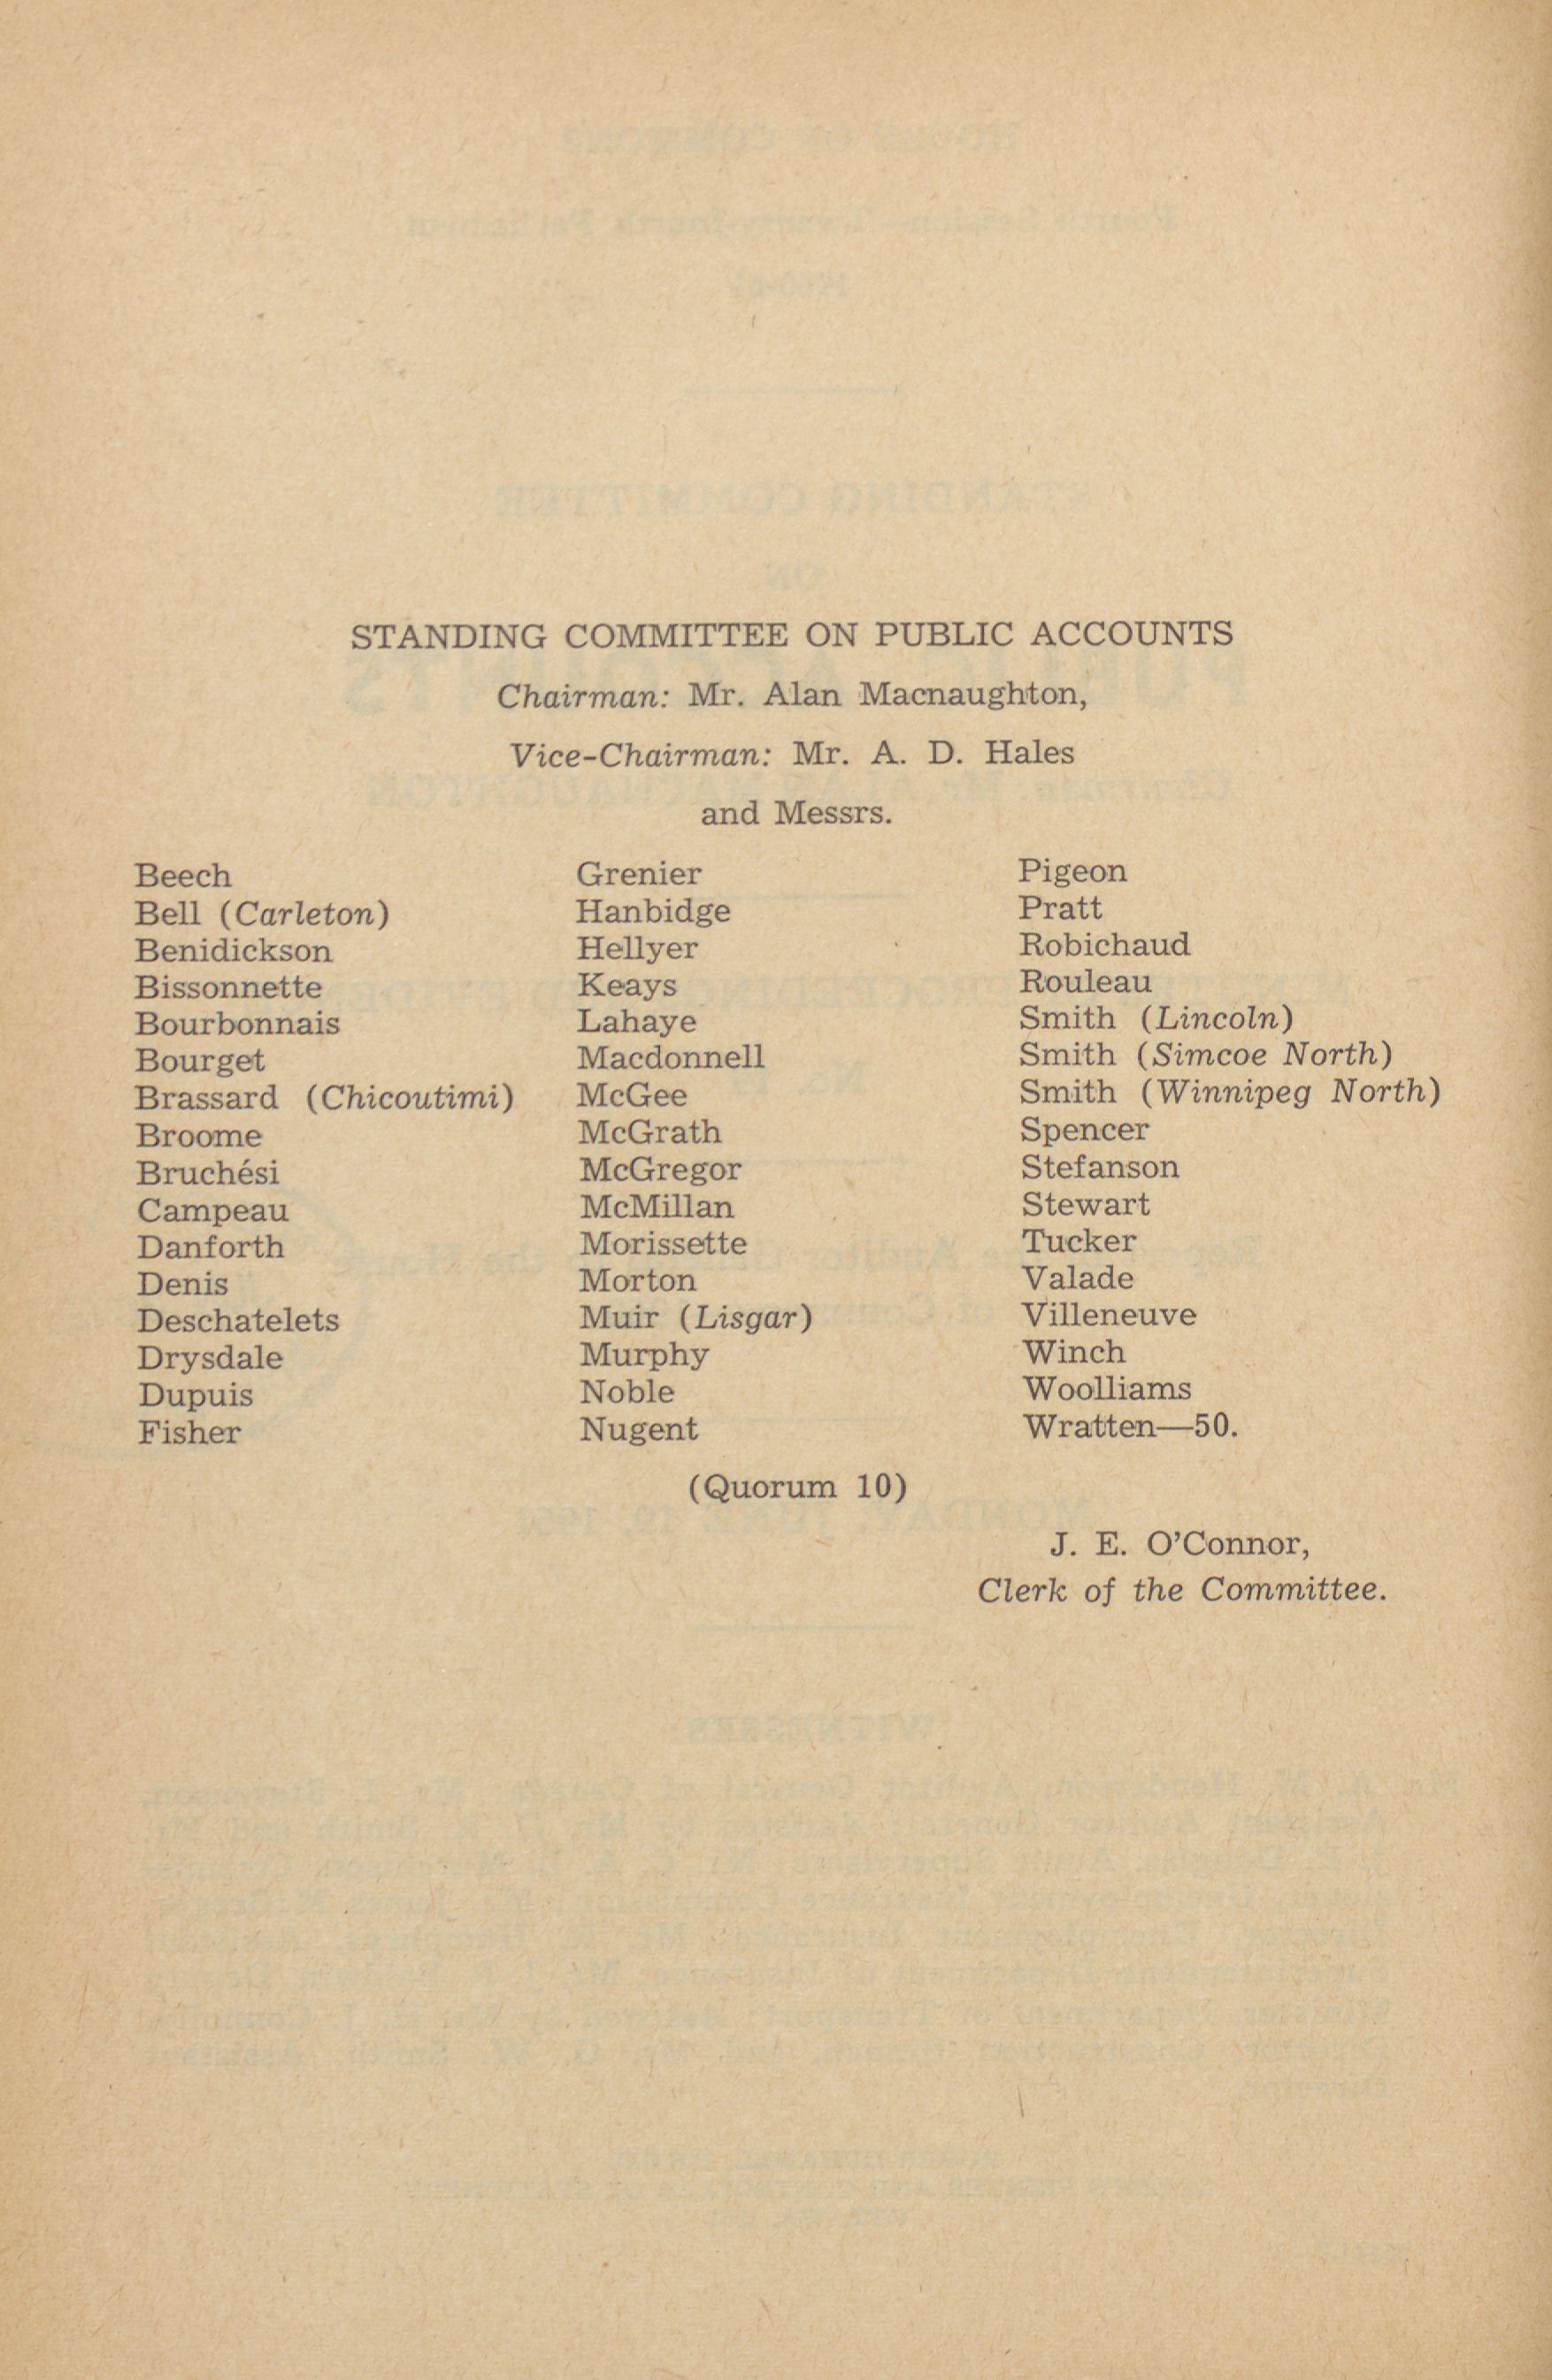 STANDING COMMITTEE ON PUBLIC ACCOUNTS
Chairman: Mr. Alan Macnaughton,
Vice-Chairman: Mr. A. D. Hales
and Messrs.
Beech
Bell (Carleton)
Benidickson
Bissonnette
Bourbonnais
Bourget
Brassard (Chicoutimi)
Broome
Bruchési
Campeau
Danforth
Denis
Deschatelets
Drysdale
Dupuis
Fisher
Grenier
Hanbidge
Hellyer
Keays
Lahaye
Macdonnell
McGee
McGrath
McGregor
McMillan
Morissette
Morton
Muir (Lisgar)
Murphy
Noble
Nugent
Pigeon
Pratt
Robichaud
Rouleau
Smith (Lincoln)
Smith (Simcoe North)
Smith (Winnipeg North)
Spencer
Stefanson
Stewart
Tucker
Valade
Villeneuve
Winch
Woolliams
Wratten—50.
(Quorum 10)
J. E. O'Connor,
Clerk of the Committee.